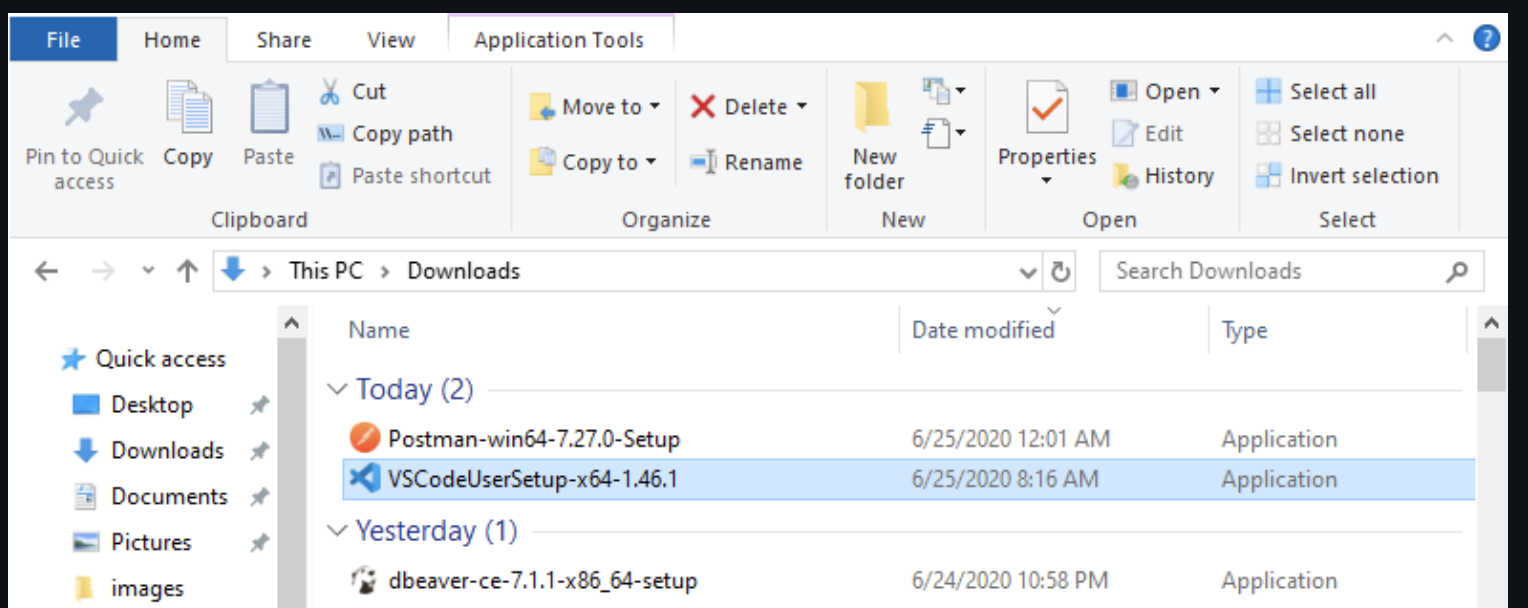 File Home Share View Application Tools
Cut
Copy path
Paste shortcut
Pin to Quick access
Copy
Paste
Clipboard
Move to
Copy to
Delete
Rename
Organize
New folder
New
Properties
Open
Edit
History
Open
Select all
Select none
Invert selection
Select
This PC > Downloads
Search Downloads
Quick access
Desktop
Downloads
Documents
Pictures
images
Name Date modified Type
Today (2)
Postman-win64-7.27.0-Setup 6/25/2020 12:01 AM Application
VSCodeUserSetup-x64-1.46.1 6/25/2020 8:16 AM Application
Yesterday (1)
dbeaver-ce-7.1.1-x86_64-setup 6/24/2020 10:58 PM Application